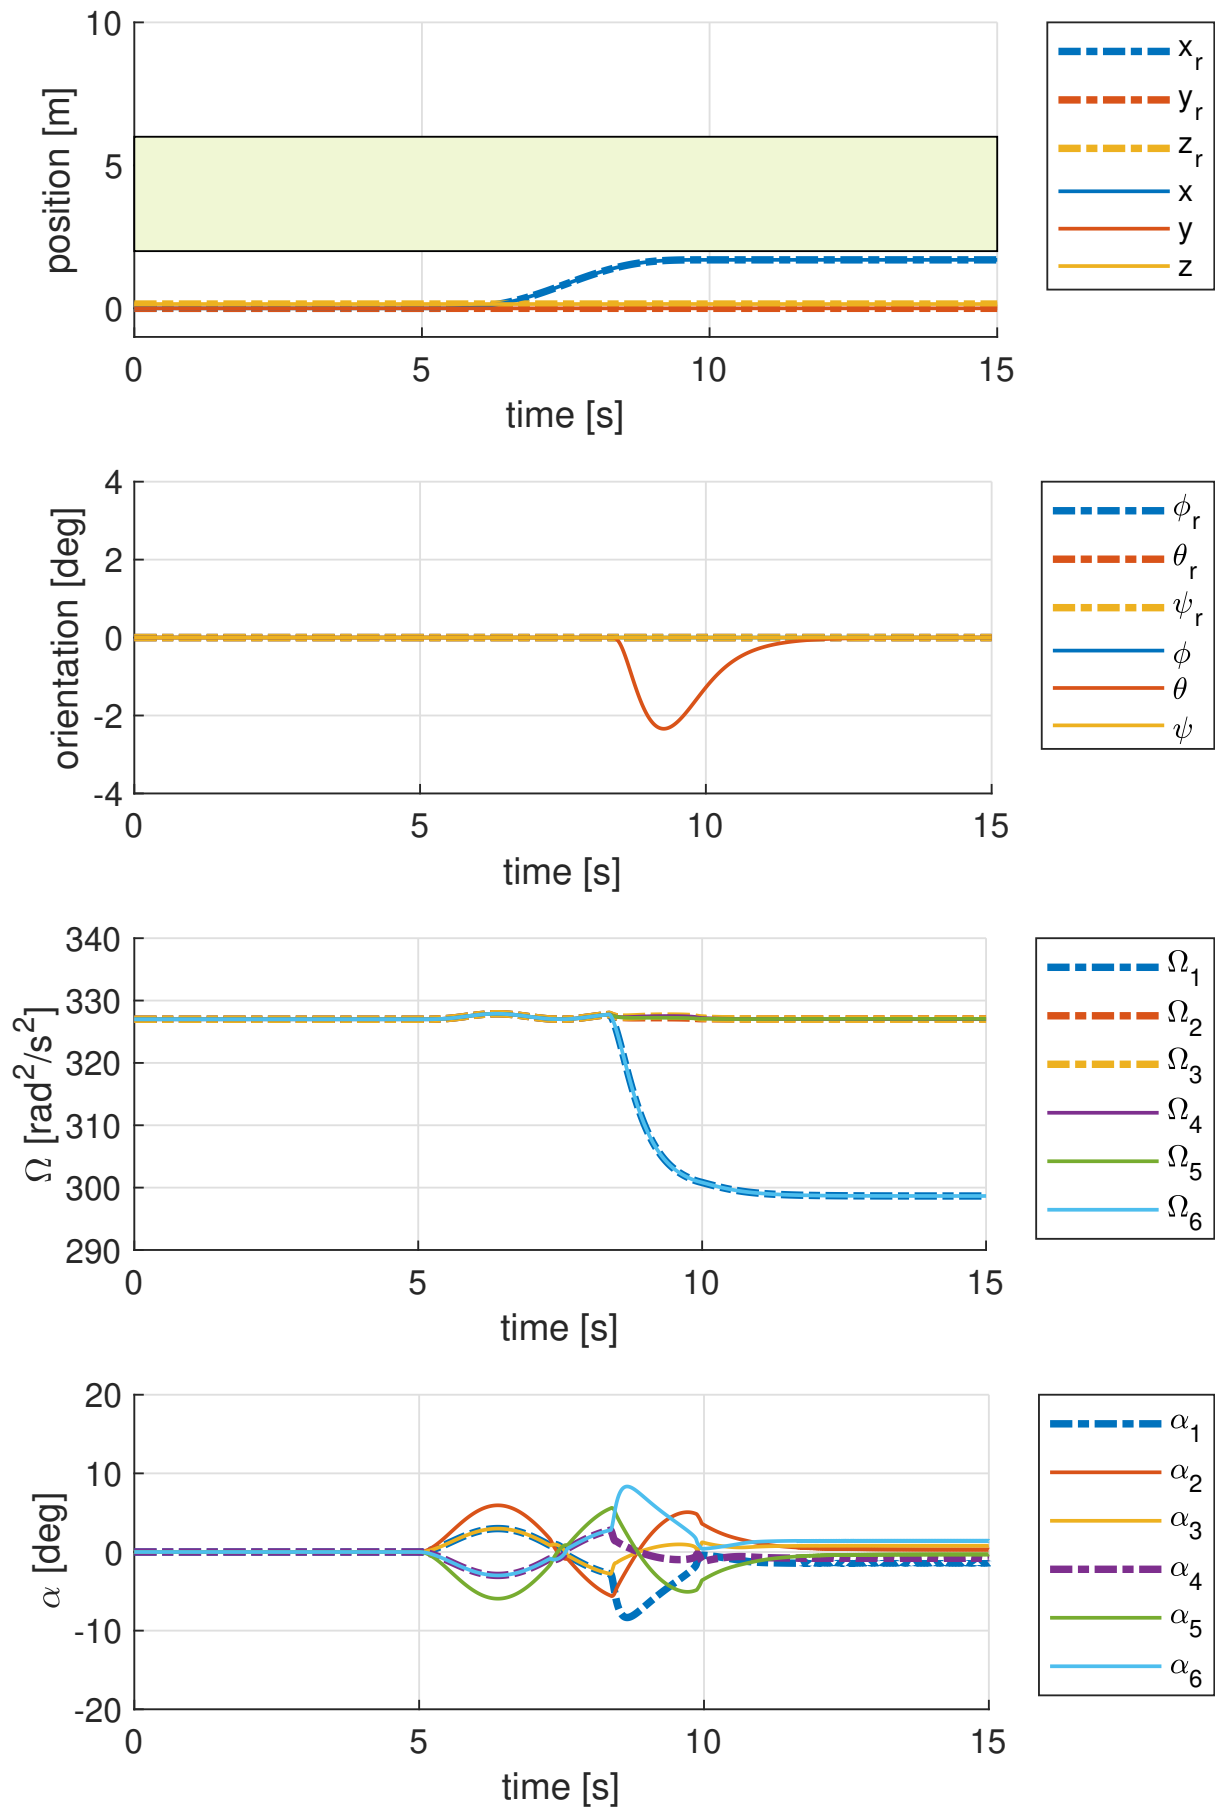 10
5
0
position [m]
0 5 10 15
time [s]
x_r
y_r
z_r
x
y
z
4
2
0
-2
-4
orientation [deg]
0 5 10 15
time [s]
ϕ_r
θ_r
ψ_r
ϕ
θ
ψ
340
330
320
310
300
290
Ω [rad²/s²]
0 5 10 15
time [s]
Ω_1
Ω_2
Ω_3
Ω_4
Ω_5
Ω_6
20
10
0
-10
-20
α [deg]
0 5 10 15
time [s]
α_1
α_2
α_3
α_4
α_5
α_6